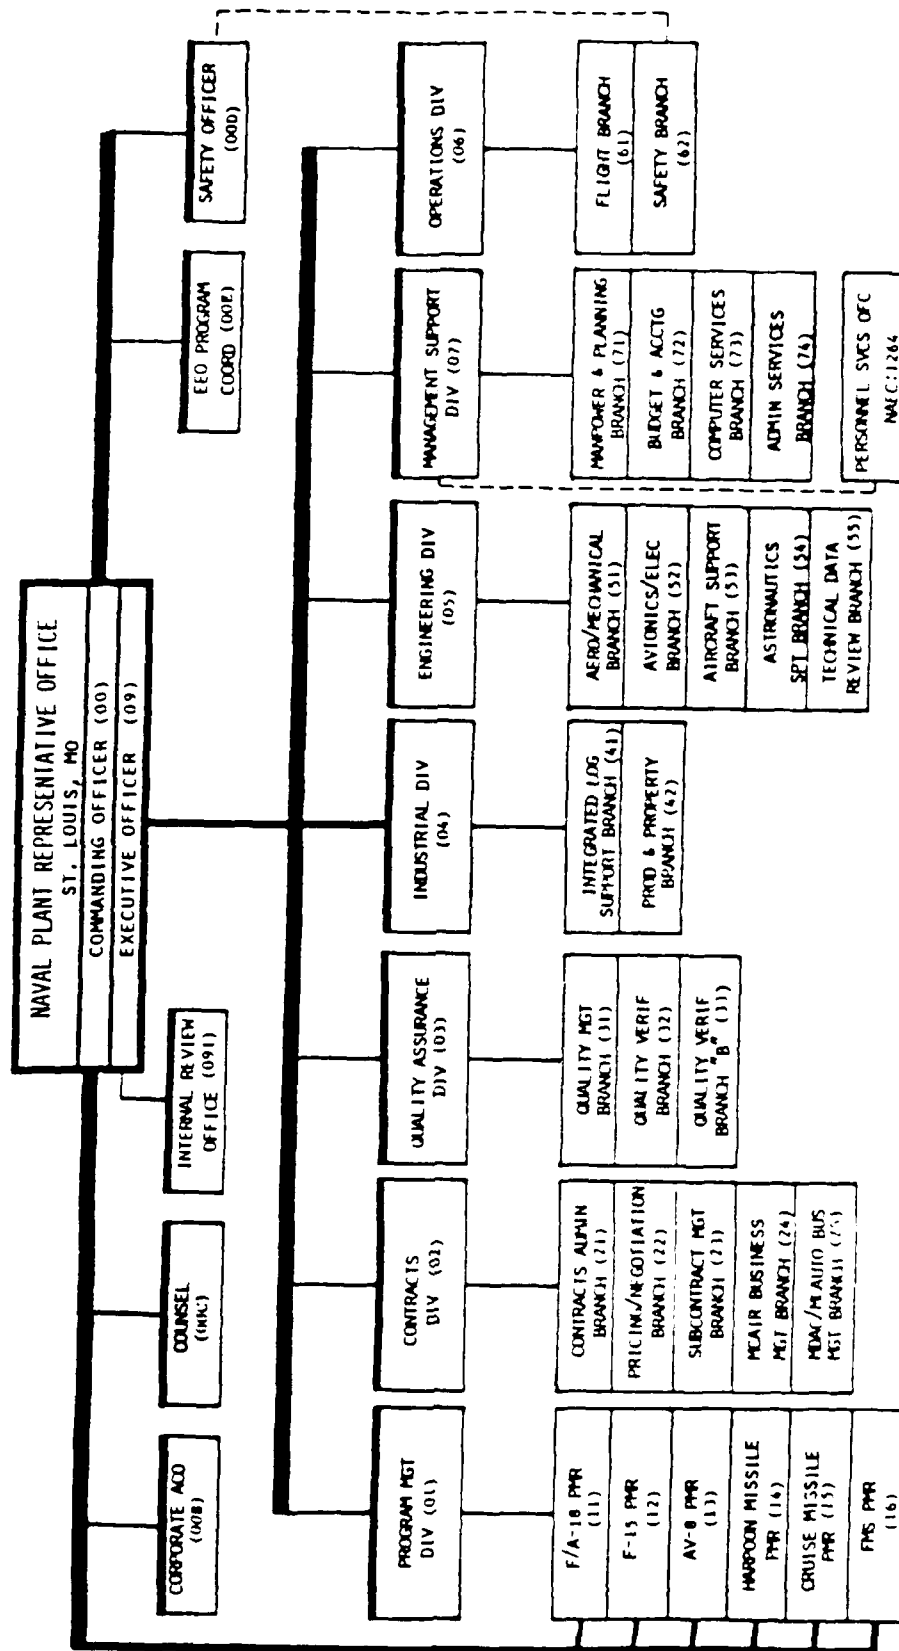 NAVAL PLANT REPRESENTATIVE OFFICE
ST. LOUIS, MO
COMMANDING OFFICER (00)
EXECUTIVE OFFICER (09)
CORPORATE ACO
(00B)
COUNSEL
INTERNAL REVIEW
OFFICE (091)
EEO PROGRAM
COORD (00E)
SAFETY OFFICER
(00D)
PROGRAM MGT
DIV (01)
CONTRACTS
DIV (02)
QUALITY ASSURANCE
DIV (03)
INDUSTRIAL DIV
(04)
ENGINEERING DIV
(05)
MANAGEMENT SUPPORT
DIV (07)
OPERATIONS DIV
(06)
F/A-18 PMR
(11)
F-15 PMR
(12)
AV-8 PMR
(13)
HARPOON MISSILE
PMR (14)
CRUISE MISSILE
PMR (15)
FMS PMR
(16)
CONTRACTS ADMIN
BRANCH (21)
PRICING/NEGOTIATION
BRANCH (22)
SUBCONTRACT MGT
BRANCH (23)
MCAIR BUSINESS
MGT BRANCH (24)
MDAC/MCAUTO BUS
MGT BRANCH (25)
QUALITY MGT
BRANCH (31)
QUALITY VERIF
BRANCH (32)
QUALITY VERIF
BRANCH "B" (33)
INTEGRATED LOG
SUPPORT BRANCH (41)
PROD & PROPERTY
BRANCH (42)
AERO/MECHANICAL
BRANCH (51)
AVIONICS/ELEC
BRANCH (52)
AIRCRAFT SUPPORT
BRANCH (53)
ASTRONAUTICS
SPT BRANCH (54)
TECHNICAL DATA
REVIEW BRANCH (55)
MANPOWER & PLANNING
BRANCH (71)
BUDGET & ACCTG
BRANCH (72)
COMPUTER SERVICES
BRANCH (73)
ADMIN SERVICES
BRANCH (74)
PERSONNEL SVCS OFC
NAEC:1264
FLIGHT BRANCH
(61)
SAFETY BRANCH
(62)